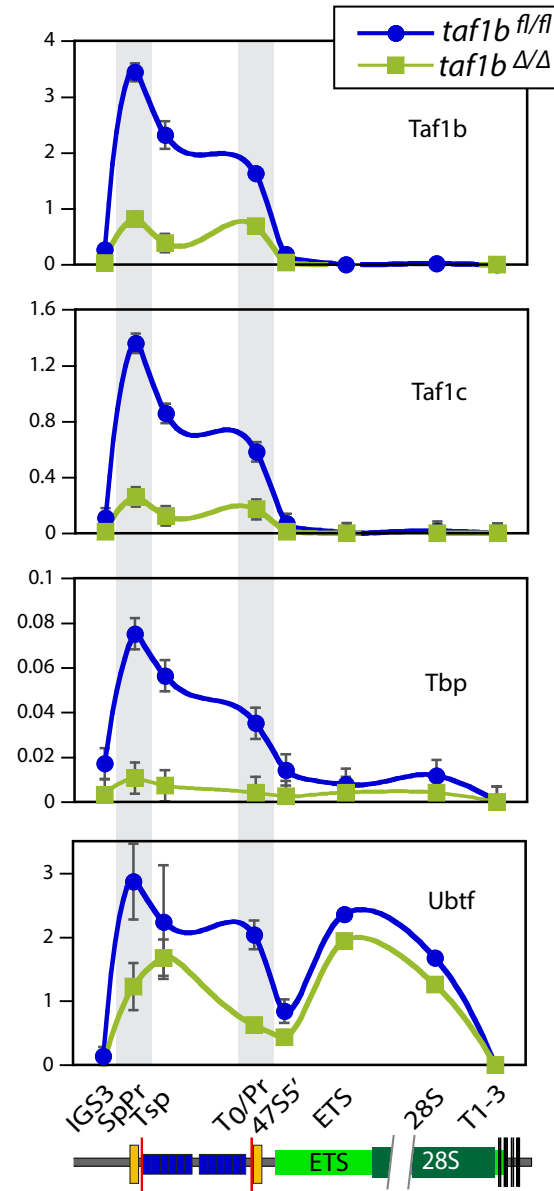 taf1b fl/fl
taf1b Δ/Δ
4
3
2
1
0
Taf1b
1.6
1.2
0.8
0.4
0
Taf1c
0.1
0.08
0.06
0.04
0.02
0
Tbp
3
2
1
0
Ubtf
IGS3
SpPr
Tsp
T0/Pr
47S5'
ETS
28S
T1-3
ETS
28S